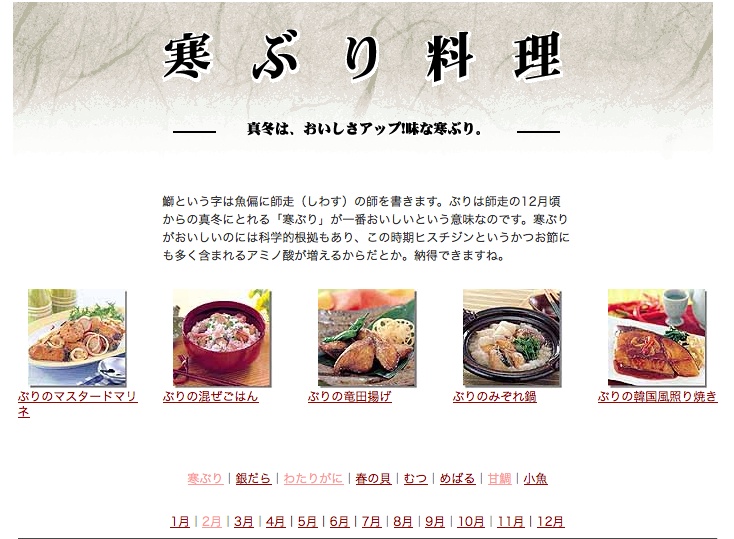 寒ぶり料理
真冬は、おいしさアップ!味な寒ぶり。
鰤という字は魚偏に師走（しわす）の師を書きます。ぶりは師走の12月頃
からの真冬にとれる「寒ぶり」が一番おいしいという意味なのです。寒ぶり
がおいしいのには科学的根拠もあり、この時期ヒスチジンというかつお節に
も多く含まれるアミノ酸が増えるからだとか。納得できますね。
ぶりのマスタードマリ
ネ
ぶりの混ぜごはん
ぶりの竜田揚げ
ぶりのみぞれ鍋
ぶりの韓国風照り焼き
寒ぶり｜銀だら｜わたりがに｜春の貝｜むつ｜めばる｜甘鯛｜小魚
1月｜2月｜3月｜4月｜5月｜6月｜7月｜8月｜9月｜10月｜11月｜12月